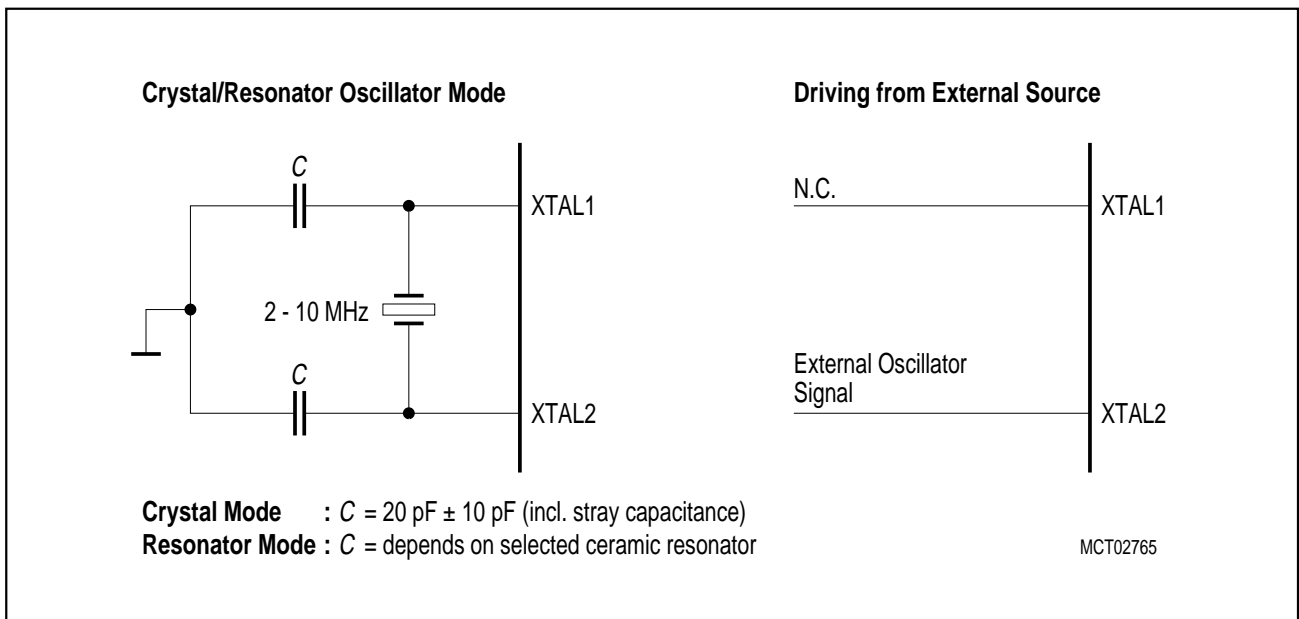 Crystal/Resonator Oscillator Mode
C
XTAL1
2 - 10 MHz
C
XTAL2
Crystal Mode : C = 20 pF ± 10 pF (incl. stray capacitance)
Resonator Mode : C = depends on selected ceramic resonator
Driving from External Source
N.C.
XTAL1
External Oscillator
Signal
XTAL2
MCT02765